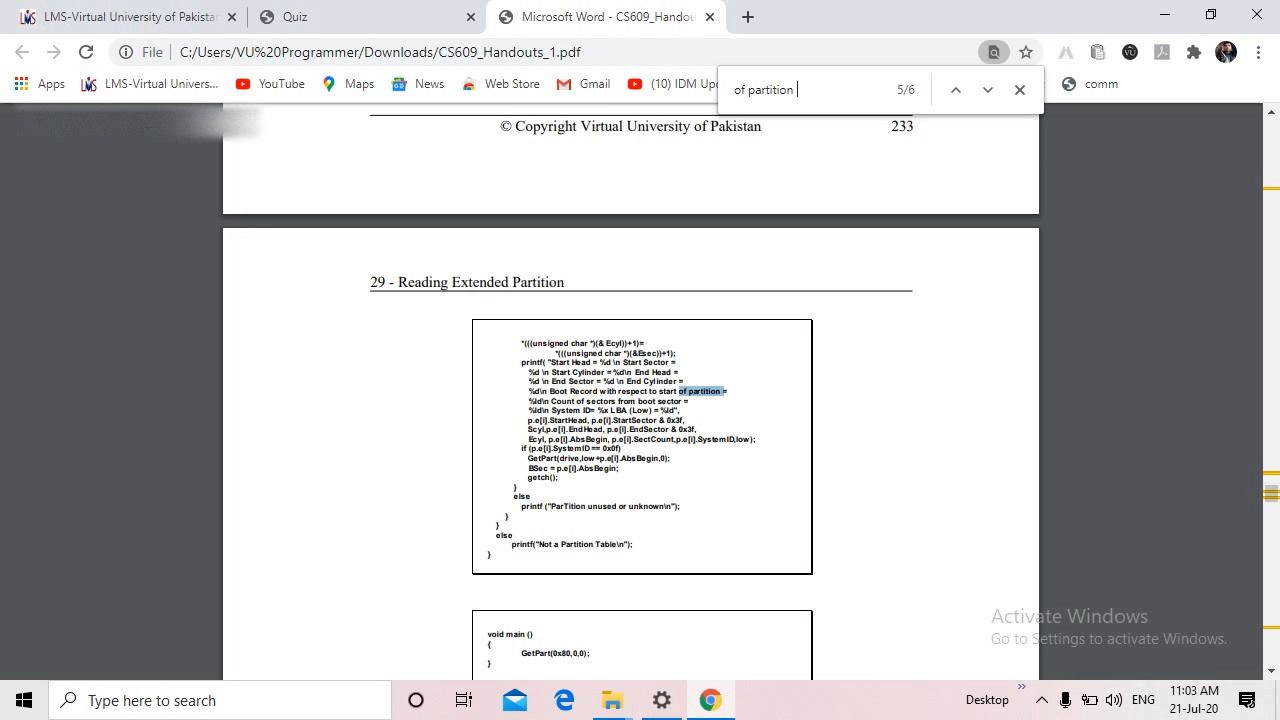 LMS-Virtual University of Pakista
Quiz
Microsoft Word - CS609_Handou
File
C:/Users/VU%20Programmer/Downloads/CS609_Handouts_1.pdf
Apps
LMS-Virtual Univers...
YouTube
Maps
News
Web Store
Gmail
(10) IDM Up
of partition
5/6
comm
© Copyright Virtual University of Pakistan 233
29 - Reading Extended Partition
*(((unsigned char *)(& Ecyl))+1)=
*(((unsigned char *)(&Esec))+1);
printf( "Start Head = %d \n Start Sector =
%d \n Start Cylinder = %d\n End Head =
%d \n End Sector = %d \n End Cylinder =
%d\n Boot Record with respect to start of partition =
%ld\n Count of sectors from boot sector =
%ld\n System ID= %x LBA (Low) = %ld",
p.e[i].StartHead, p.e[i].StartSector & 0x3f,
Scyl,p.e[i].EndHead, p.e[i].EndSector & 0x3f,
Ecyl, p.e[i].AbsBegin, p.e[i].SectCount,p.e[i].SystemID,low);
if (p.e[i].SystemID == 0x0f)
GetPart(drive,low +p.e[i].AbsBegin,0);
BSec = p.e[i].AbsBegin;
getch();
}
else
printf ("ParTition unused or unknown\n");
}
}
else
printf("Not a Partition Table\n");
}
void main ()
{
GetPart(0x80,0,0);
}
Activate Windows
Go to Settings to activate Windows.
Type here to search
Desktop
ENG
11:03 AM
21-Jul-20